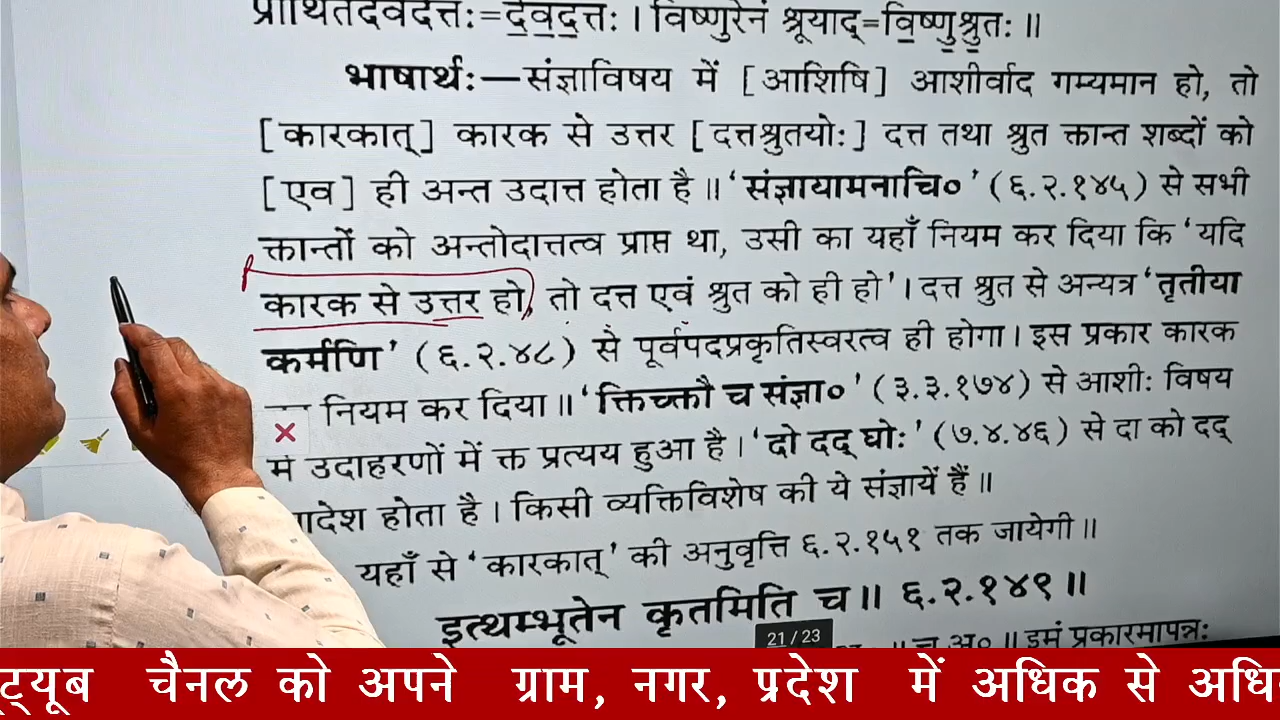 प्रार्थितदेवदत्तः=दे॒व॒द॒त्तः । विष्णुरेनं श्रूयाद्=वि॒ष्णु॒श्रु॒तः ॥
भाषार्थः—संज्ञाविषय में [आशिषि] आशीर्वाद गम्यमान हो, तो
[कारकात्] कारक से उत्तर [दत्तश्रुतयोः] दत्त तथा श्रुत क्तान्त शब्दों को
[एव] ही अन्त उदात्त होता है॥ 'संज्ञायामनाचि०' (६.२.१४५) से सभी
क्तान्तों को अन्तोदात्तत्व प्राप्त था, उसी का यहाँ नियम कर दिया कि 'यदि
कारक से उत्तर हो, तो दत्त एवं श्रुत को ही हो'। दत्त श्रुत से अन्यत्र 'तृतीया
कर्मणि' (६.२.४८) से पूर्वपदप्रकृतिस्वरत्व ही होगा। इस प्रकार कारक
नियम कर दिया॥ 'क्तिच्क्तौ च संज्ञा०' (३.३.१७४) से आशीः विषय
में उदाहरणों में क्त प्रत्यय हुआ है। 'दो दद् घोः' (७.४.४६) से दा को दद्
दिश होता है। किसी व्यक्तिविशेष की ये संज्ञायें हैं॥
यहाँ से 'कारकात्' की अनुवृत्ति ६.२.१५१ तक जायेगी॥
इत्थम्भूतेन कृतमिति च॥ ६.२.१४९॥
21 / 23
च अ० ॥ इमं प्रकारमापन्नः
ट्यूब चैनल को अपने ग्राम, नगर, प्रदेश में अधिक से अधि